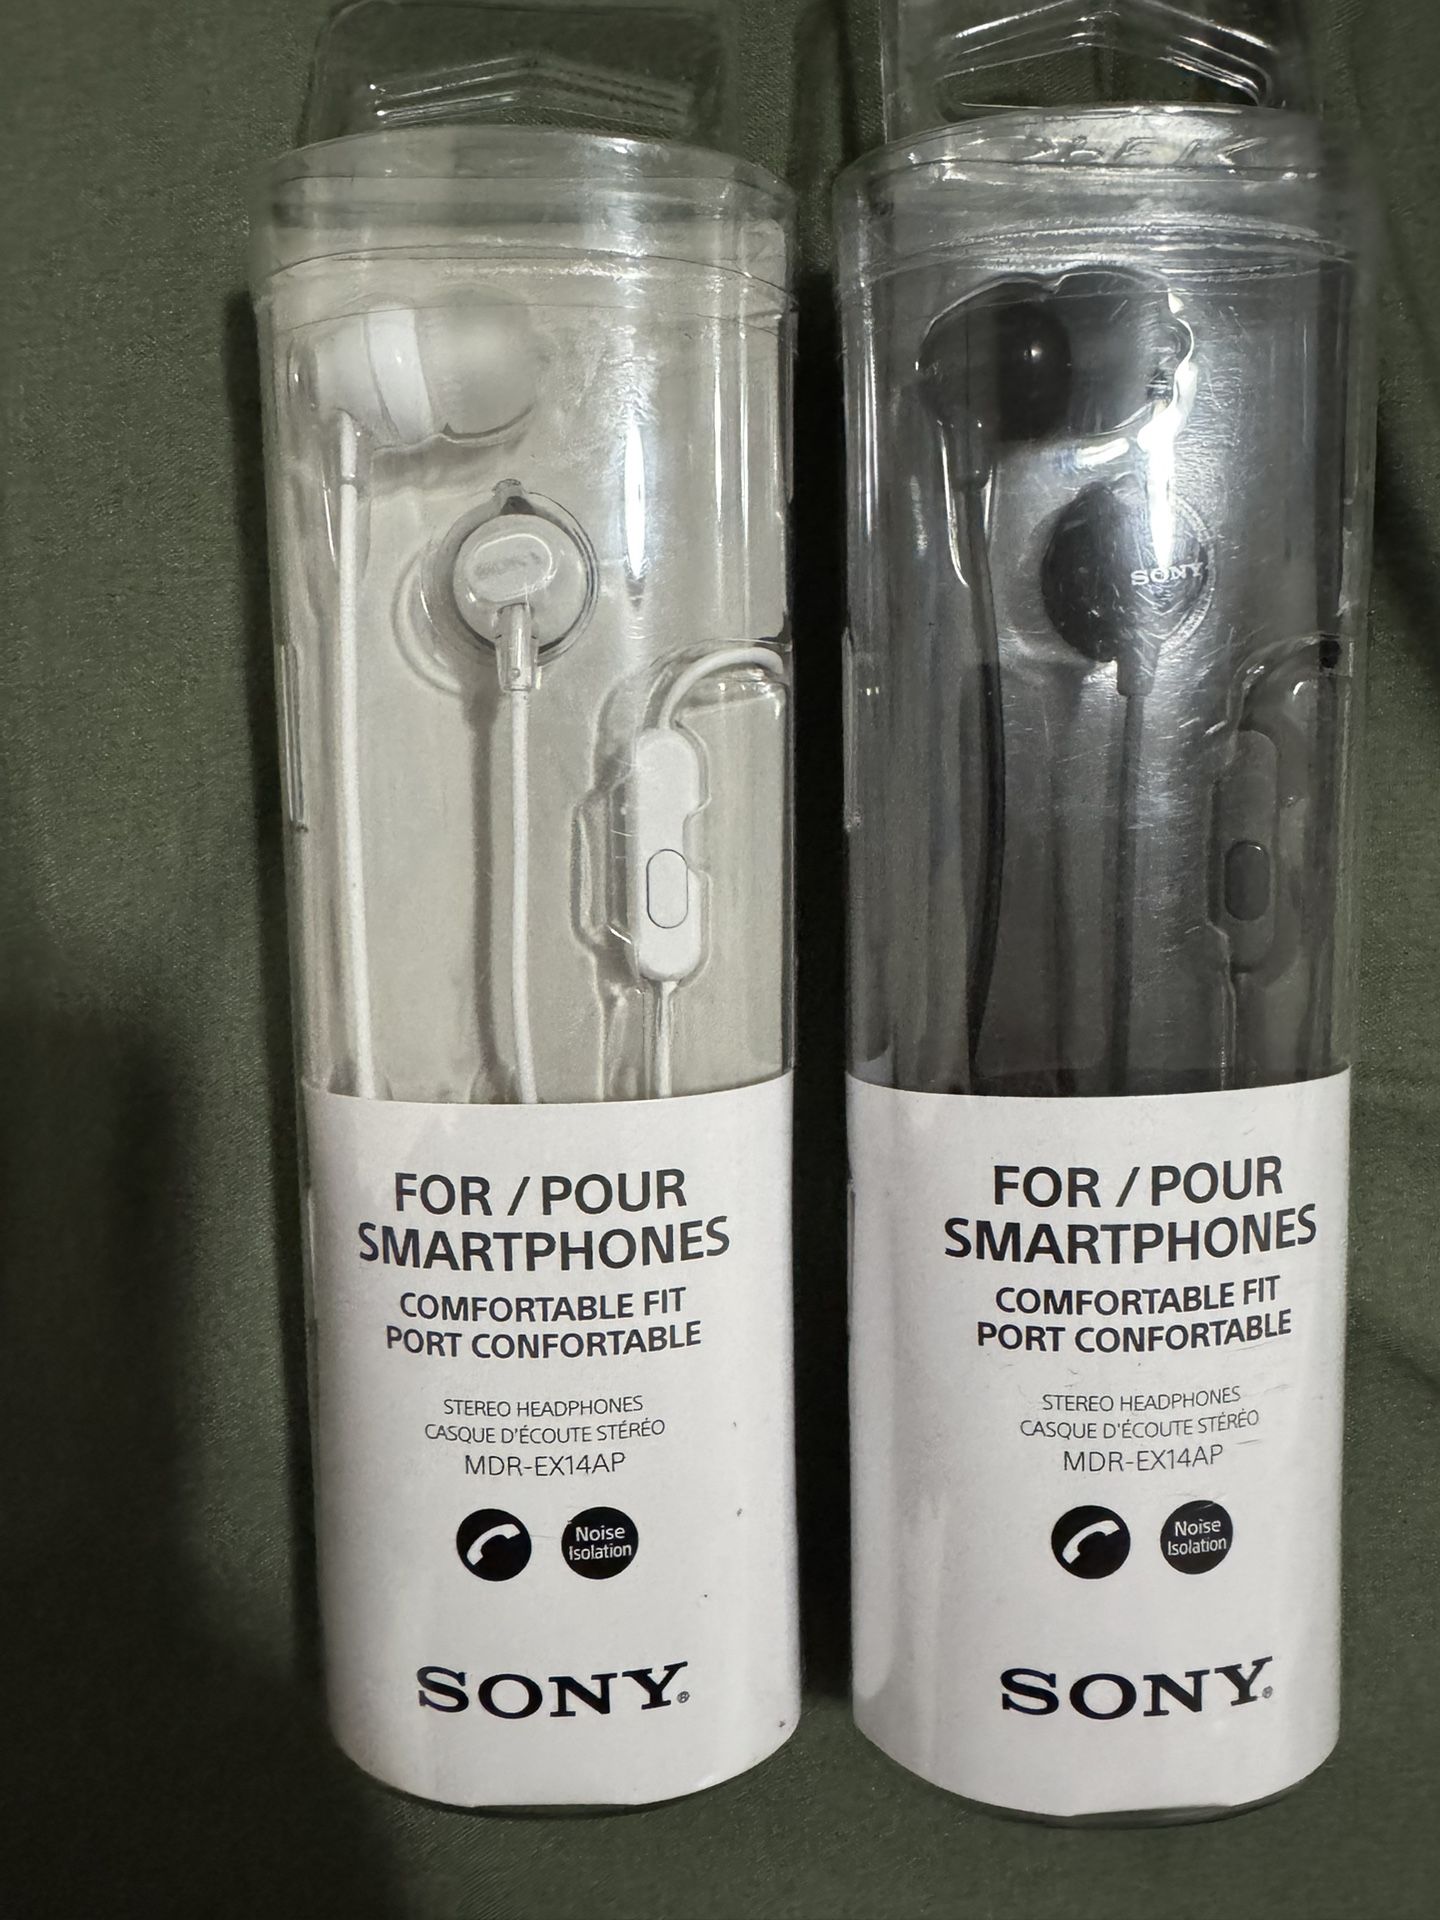 SONY
SONY
FOR / POUR
SMARTPHONES
COMFORTABLE FIT
PORT CONFORTABLE
STEREO HEADPHONES
CASQUE D'ÉCOUTE STÉRÉO
MDR-EX14AP
Noise
Isolation
SONY®
FOR / POUR
SMARTPHONES
COMFORTABLE FIT
PORT CONFORTABLE
STEREO HEADPHONES
CASQUE D'ÉCOUTE STÉRÉO
MDR-EX14AP
Noise
Isolation
SONY®